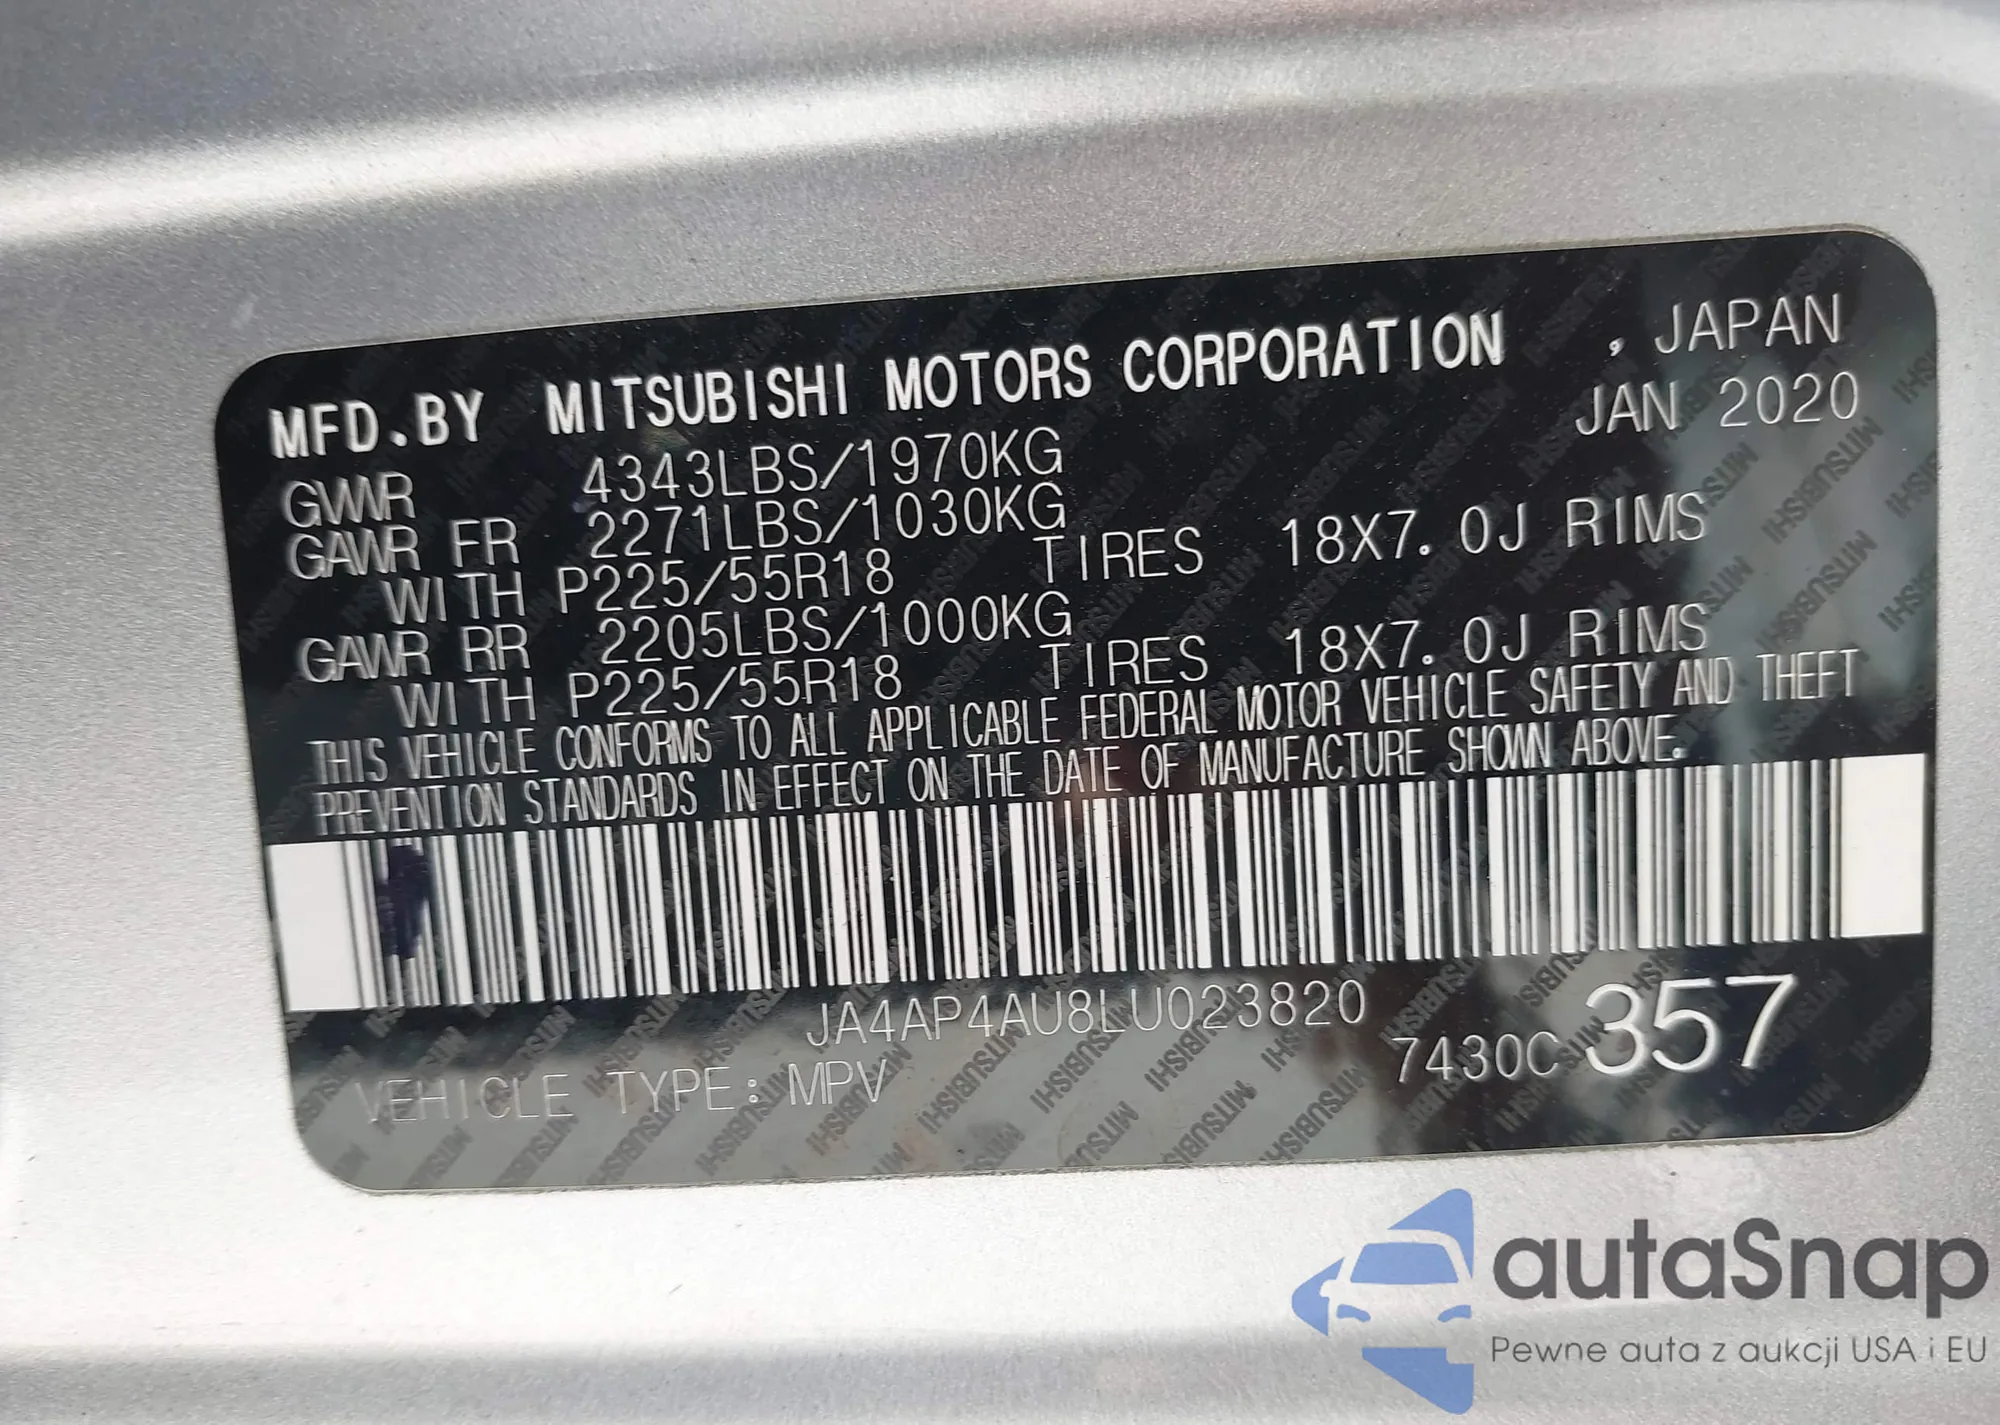 MFD.BY MITSUBISHI MOTORS CORPORATION , JAPAN
JAN 2020
GVWR 4343LBS/1970KG
GAWR FR 2271LBS/1030KG
WITH P225/55R18 TIRES 18X7.0J RIMS
GAWR RR 2205LBS/1000KG
WITH P225/55R18 TIRES 18X7.0J RIMS
THIS VEHICLE CONFORMS TO ALL APPLICABLE FEDERAL MOTOR VEHICLE SAFETY AND THEFT
PREVENTION STANDARDS IN EFFECT ON THE DATE OF MANUFACTURE SHOWN ABOVE.
JA4AP4AU8LU023820
7430C357
VEHICLE TYPE: MPV
autaSnap
Pewne auta z aukcji USA i EU